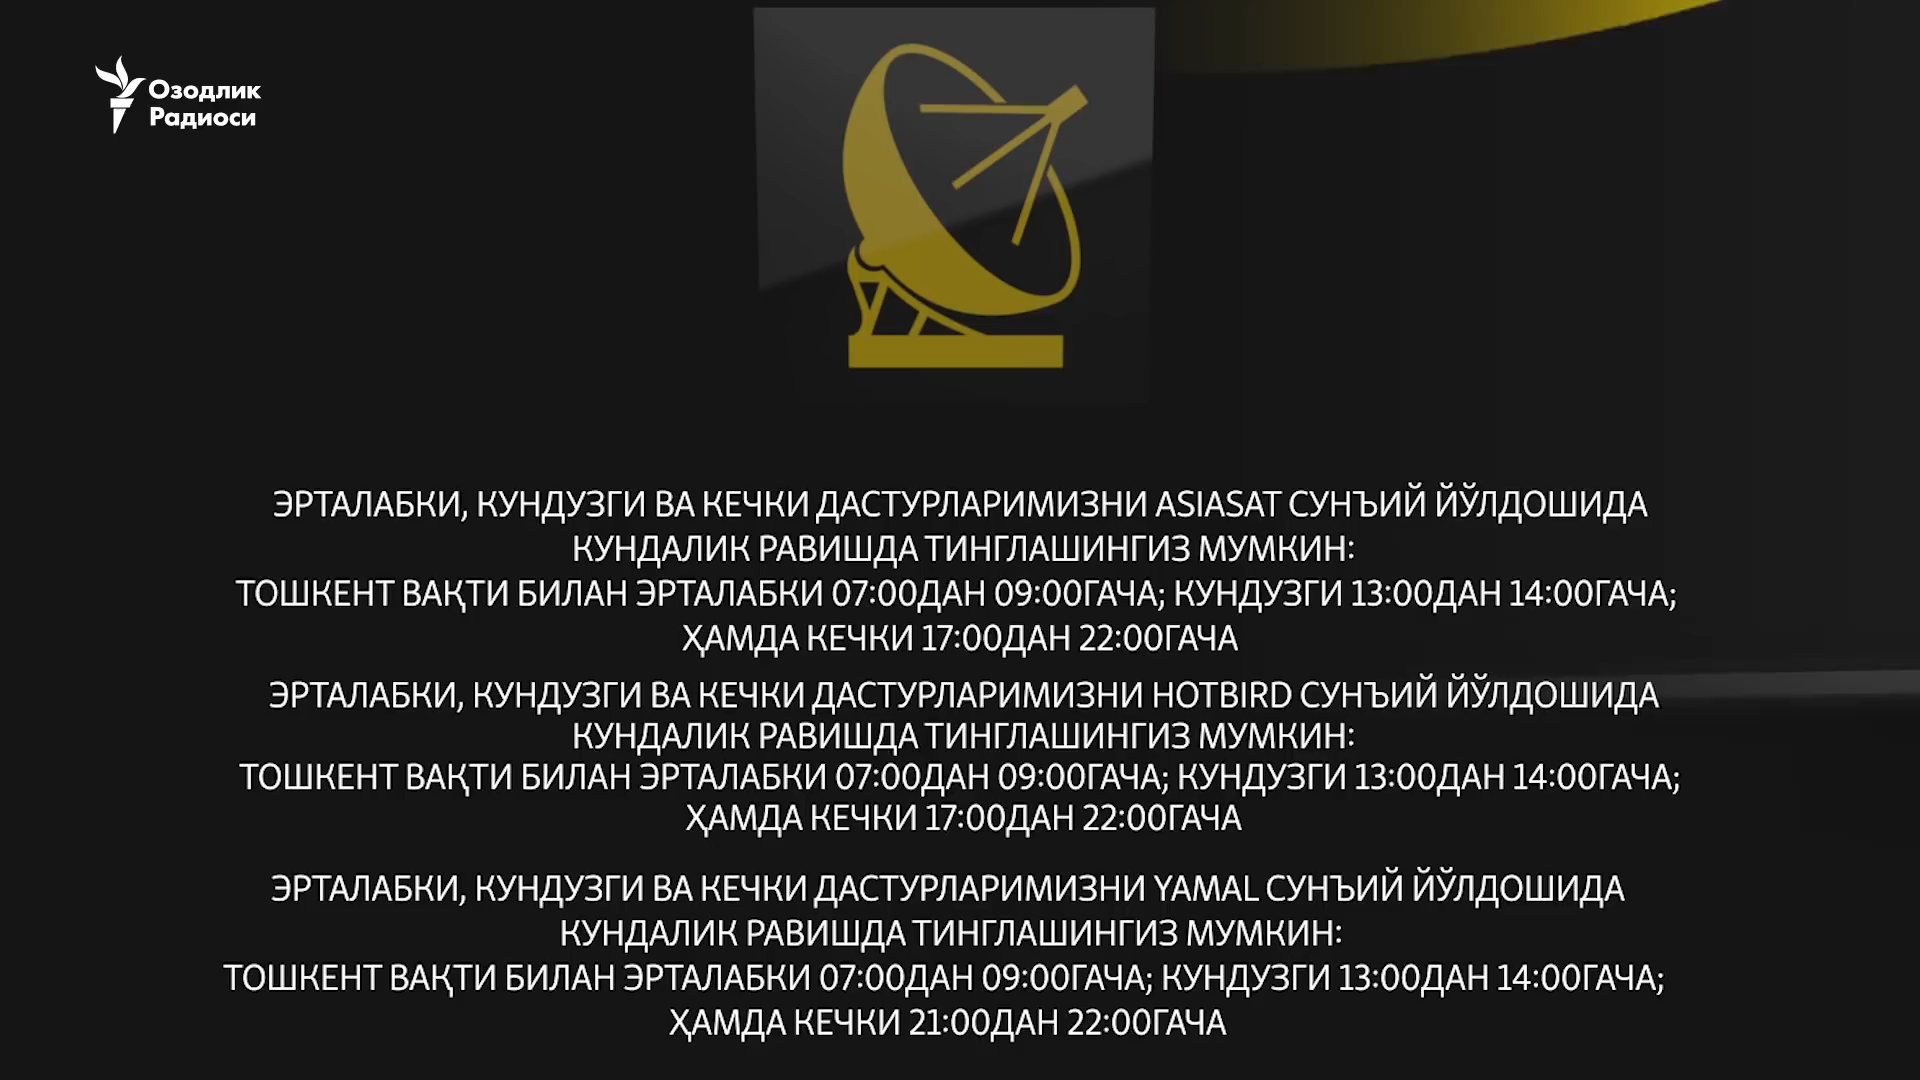 Озодлик
Радиоси
ЭРТАЛАБКИ, КУНДУЗГИ ВА КЕЧКИ ДАСТУРЛАРИМИЗНИ ASIASAT СУНЪИЙ ЙЎЛДОШИДА
КУНДАЛИК РАВИШДА ТИНГЛАШИНГИЗ МУМКИН:
ТОШКЕНТ ВАҚТИ БИЛАН ЭРТАЛАБКИ 07:00ДАН 09:00ГАЧА; КУНДУЗГИ 13:00ДАН 14:00ГАЧА;
ҲАМДА КЕЧКИ 17:00ДАН 22:00ГАЧА
ЭРТАЛАБКИ, КУНДУЗГИ ВА КЕЧКИ ДАСТУРЛАРИМИЗНИ HOTBIRD СУНЪИЙ ЙЎЛДОШИДА
КУНДАЛИК РАВИШДА ТИНГЛАШИНГИЗ МУМКИН:
ТОШКЕНТ ВАҚТИ БИЛАН ЭРТАЛАБКИ 07:00ДАН 09:00ГАЧА; КУНДУЗГИ 13:00ДАН 14:00ГАЧА;
ҲАМДА КЕЧКИ 17:00ДАН 22:00ГАЧА
ЭРТАЛАБКИ, КУНДУЗГИ ВА КЕЧКИ ДАСТУРЛАРИМИЗНИ YAMAL СУНЪИЙ ЙЎЛДОШИДА
КУНДАЛИК РАВИШДА ТИНГЛАШИНГИЗ МУМКИН:
ТОШКЕНТ ВАҚТИ БИЛАН ЭРТАЛАБКИ 07:00ДАН 09:00ГАЧА; КУНДУЗГИ 13:00ДАН 14:00ГАЧА;
ҲАМДА КЕЧКИ 21:00ДАН 22:00ГАЧА